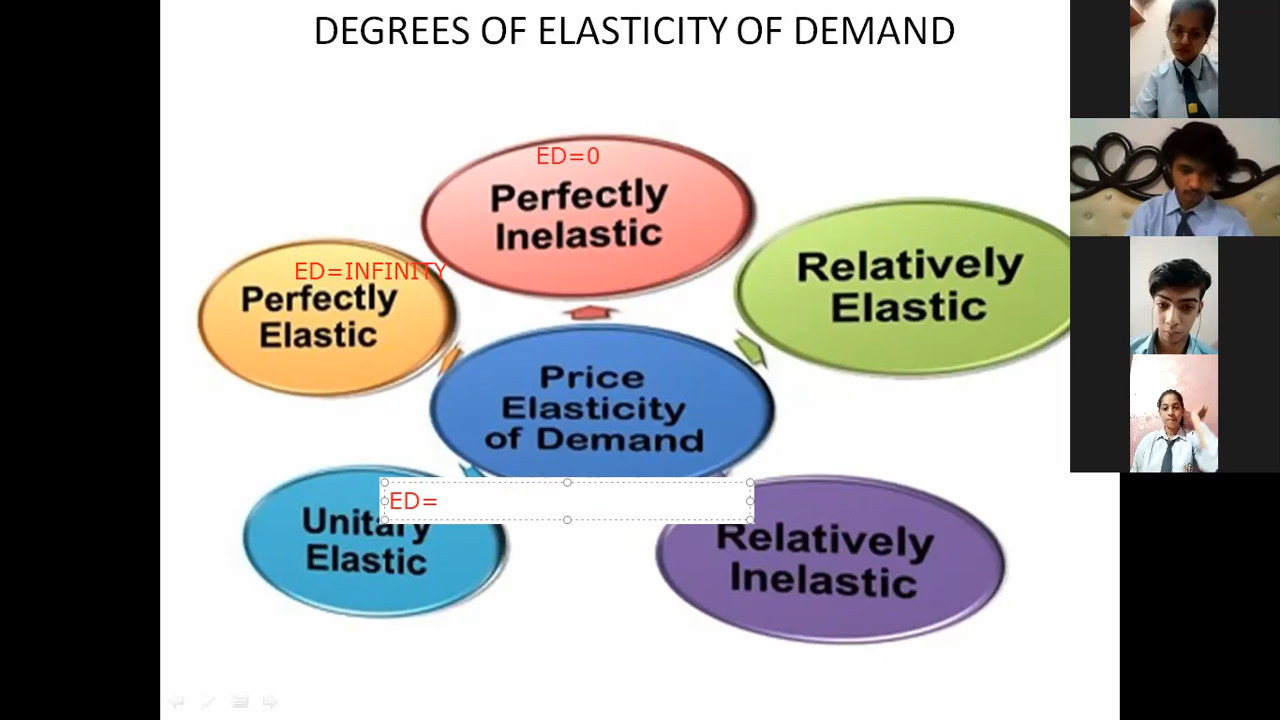 DEGREES OF ELASTICITY OF DEMAND
ED=0
Perfectly
Inelastic
Relatively
Elastic
ED=INFINITY
Perfectly
Elastic
Price
Elasticity
of Demand
ED=
Unitary
Elastic
Relatively
Inelastic